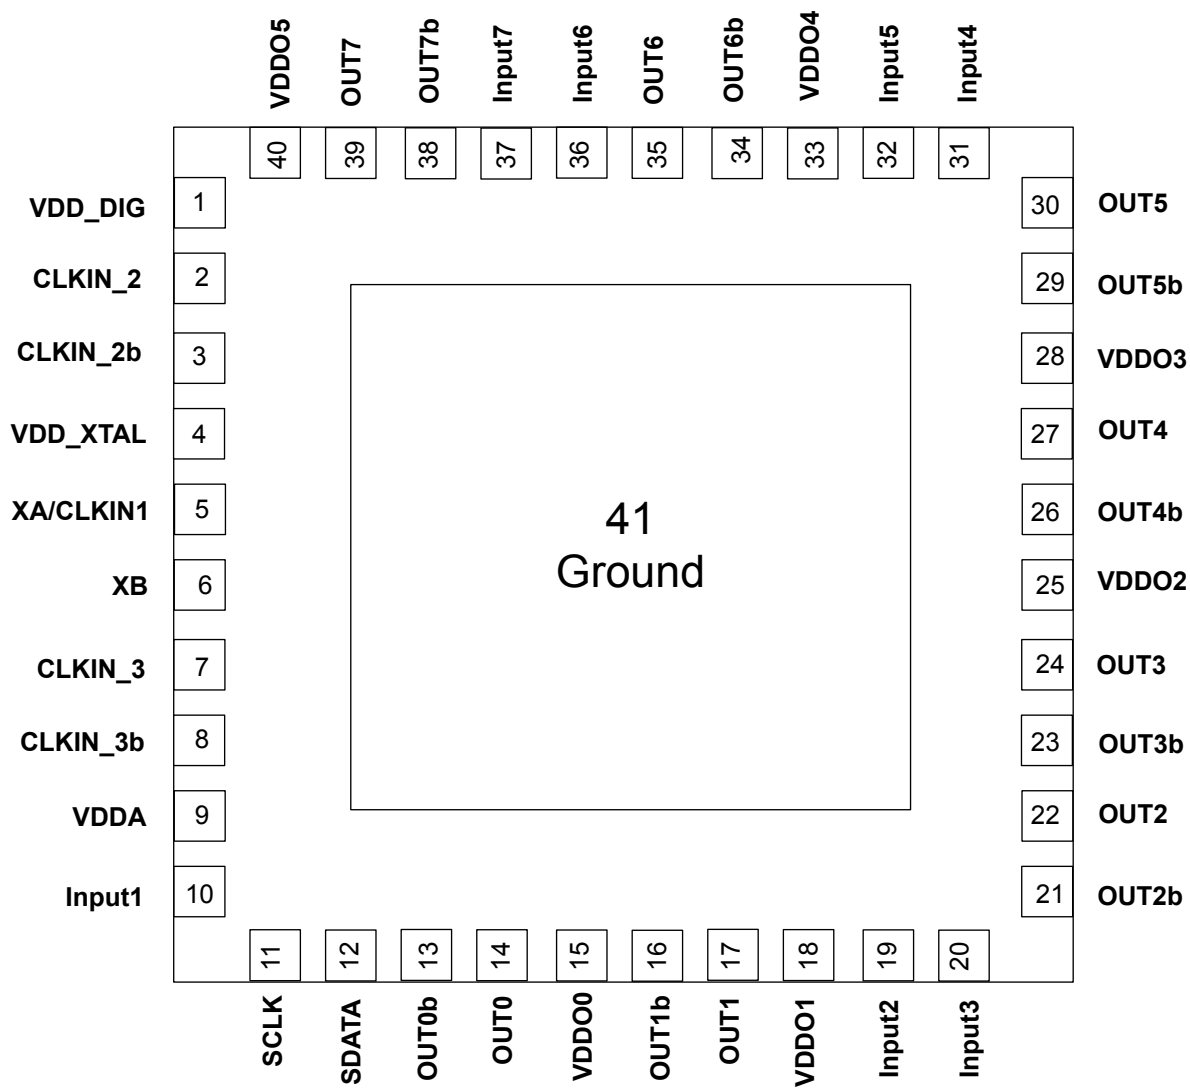 VDDO5
OUT7
OUT7b
Input7
Input6
OUT6
OUT6b
VDDO4
Input5
Input4
40
39
38
37
36
35
34
33
32
31
VDD_DIG
1
30
OUT5
CLKIN_2
2
29
OUT5b
CLKIN_2b
3
28
VDDO3
VDD_XTAL
4
27
OUT4
XA/CLKIN1
5
26
OUT4b
41
Ground
XB
6
25
VDDO2
CLKIN_3
7
24
OUT3
CLKIN_3b
8
23
OUT3b
VDDA
9
22
OUT2
Input1
10
21
OUT2b
11
12
13
14
15
16
17
18
19
20
SCLK
SDATA
OUT0b
OUT0
VDDO0
OUT1b
OUT1
VDDO1
Input2
Input3